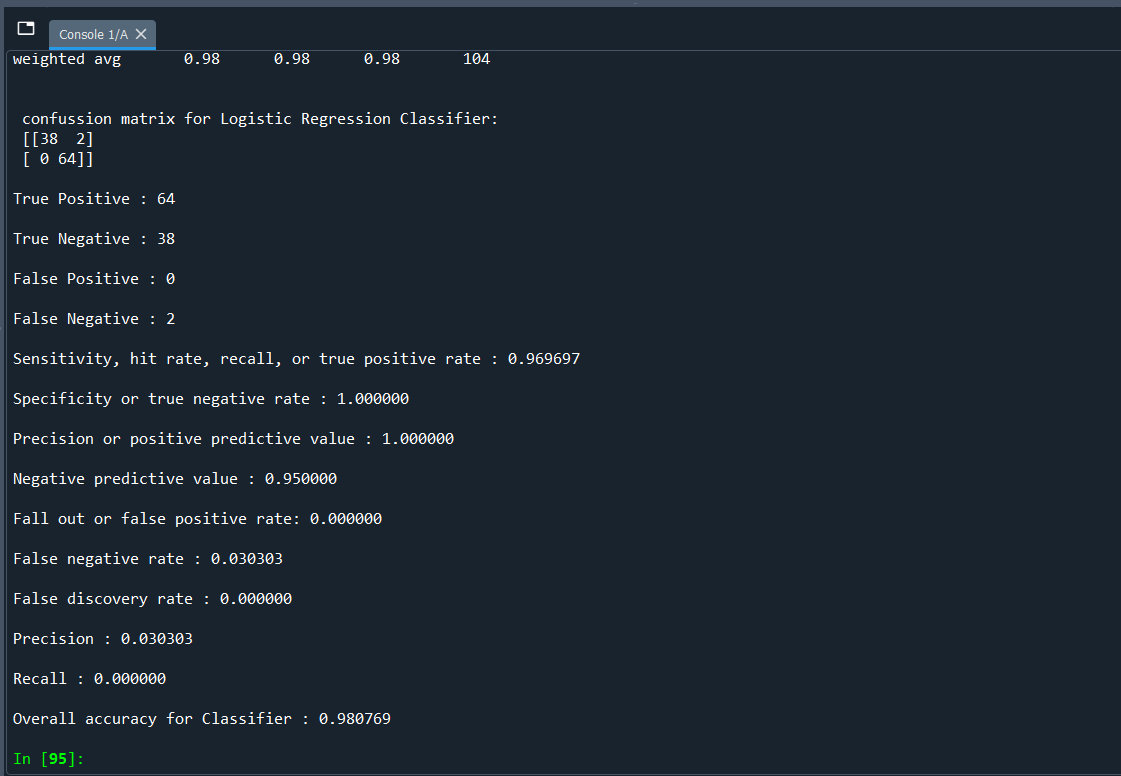 Console 1/A
weighted avg 0.98 0.98 0.98 104
confussion matrix for Logistic Regression Classifier:
[[38 2]
[ 0 64]]
True Positive : 64
True Negative : 38
False Positive : 0
False Negative : 2
Sensitivity, hit rate, recall, or true positive rate : 0.969697
Specificity or true negative rate : 1.000000
Precision or positive predictive value : 1.000000
Negative predictive value : 0.950000
Fall out or false positive rate: 0.000000
False negative rate : 0.030303
False discovery rate : 0.000000
Precision : 0.030303
Recall : 0.000000
Overall accuracy for Classifier : 0.980769
In [95]: